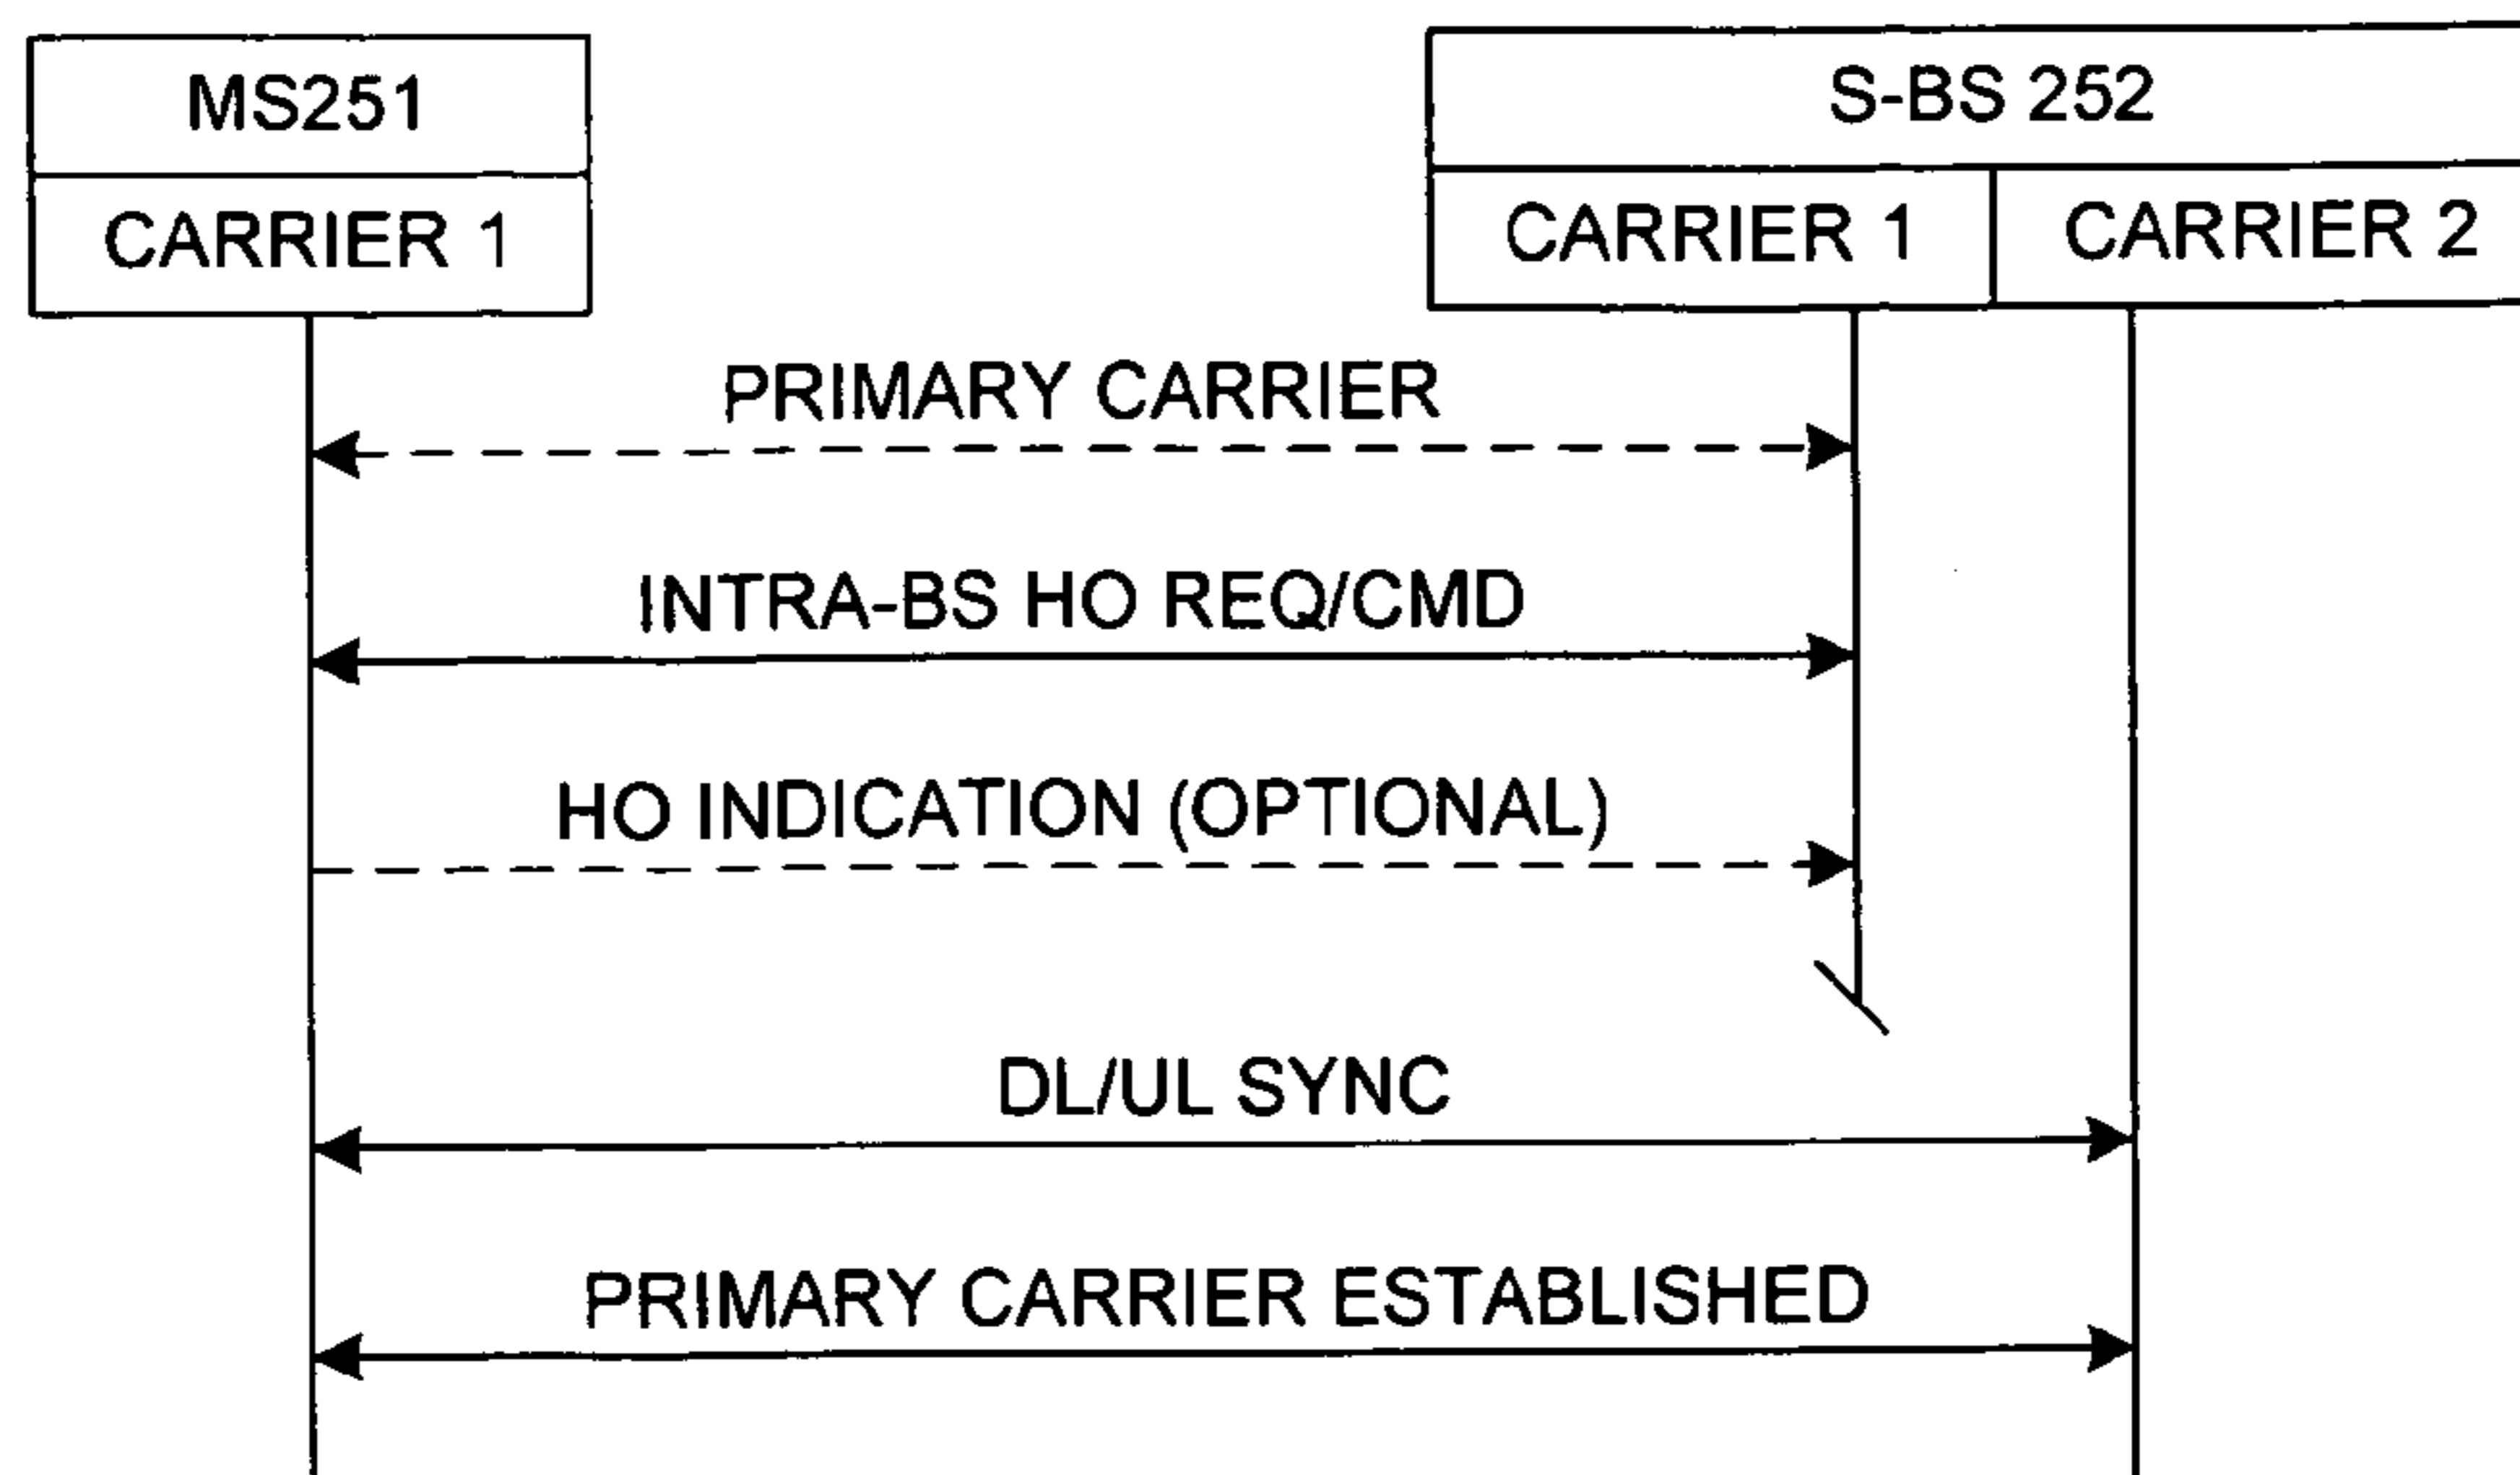 MS251
S-BS 252
CARRIER 1
CARRIER 1
CARRIER 2
PRIMARY CARRIER
INTRA-BS HO REQ/CMD
HO INDICATION (OPTIONAL)
DL/UL SYNC
PRIMARY CARRIER ESTABLISHED